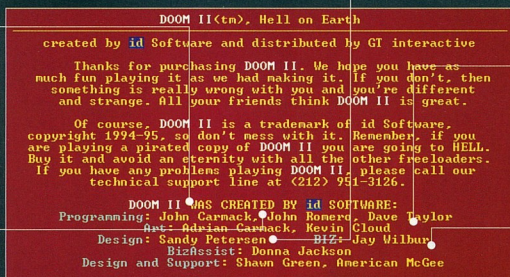 DOOM II(tm), Hell on Earth
created by id Software and distributed by GT interactive
Thanks for purchasing DOOM II. We hope you have as
much fun playing it as we had making it. If you don't, then
something is really wrong with you and you're different
and strange. All your friends think DOOM II is great.
Of course, DOOM II is a trademark of id Software,
copyright 1994-95, so don't mess with it. Remember, if you
are playing a pirated copy of DOOM II you are going to HELL.
Buy it and avoid an eternity with all the other freeloaders.
If you have any problems playing DOOM II, please call our
technical support line at (212) 951-3126.
DOOM II WAS CREATED BY id SOFTWARE:
Programming: John Carmack, John Romero, Dave Taylor
Art: Adrian Carmack, Kevin Cloud
Design: Sandy Petersen BIZ: Jay Wilbur
BizAssist: Donna Jackson
Design and Support: Shawn Green, American McGee